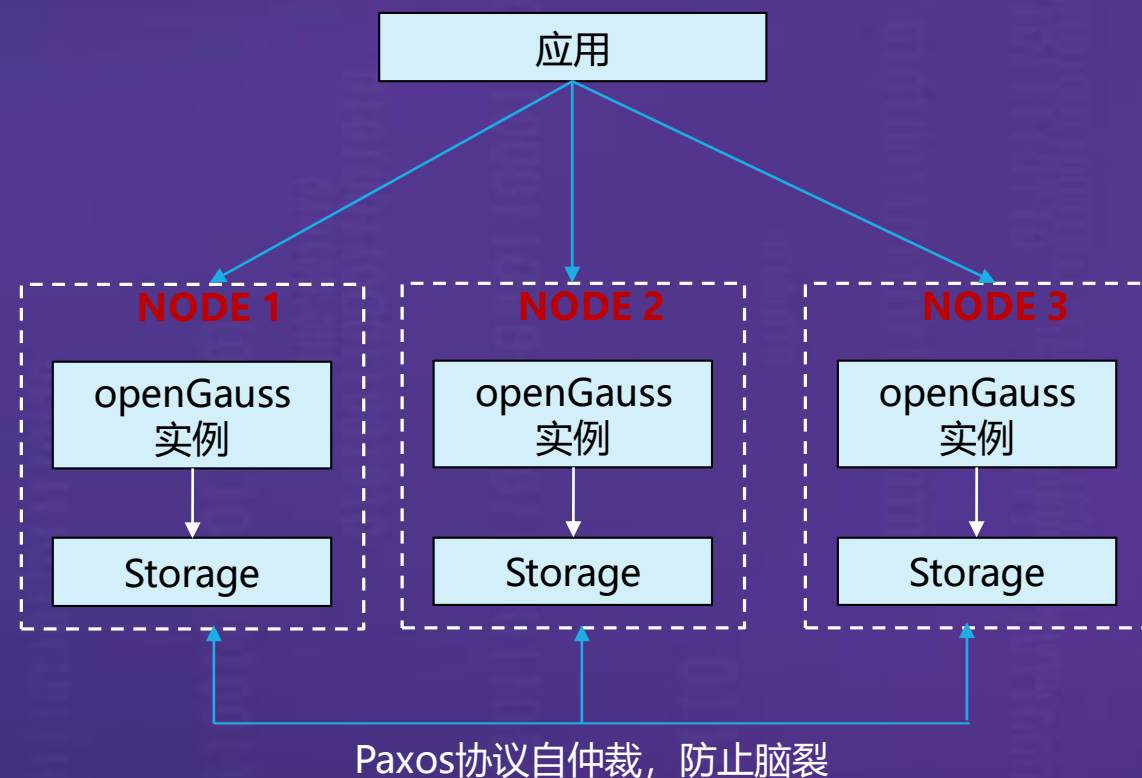 应用
NODE 1
NODE 2
NODE 3
openGauss
实例
openGauss
实例
openGauss
实例
Storage
Storage
Storage
Paxos协议自仲裁，防止脑裂